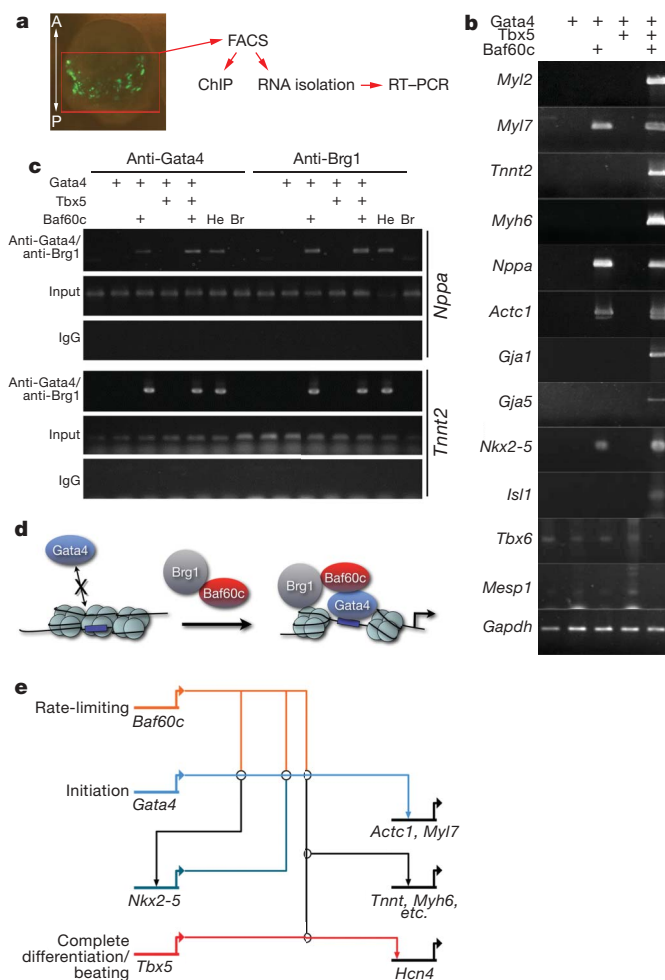 a
A
P
FACS
ChIP RNA isolation RT–PCR
b
Gata4 + + + +
Tbx5 + +
Baf60c + +
Myl2
Myl7
Tnnt2
Myh6
Nppa
Actc1
Gja1
Gja5
Nkx2-5
Isl1
Tbx6
Mesp1
Gapdh
c
Anti-Gata4 Anti-Brg1
Gata4 + + + + + + + +
Tbx5 + + + +
Baf60c + + He Br + + He Br
Anti-Gata4/
anti-Brg1
Input
IgG
Nppa
Anti-Gata4/
anti-Brg1
Input
IgG
Tnnt2
d
Gata4
Brg1
Baf60c
Brg1
Baf60c
Gata4
e
Rate-limiting
Baf60c
Initiation
Gata4
Actc1, Myl7
Nkx2-5
Tnnt, Myh6,
etc.
Complete
differentiation/
beating
Tbx5
Hcn4